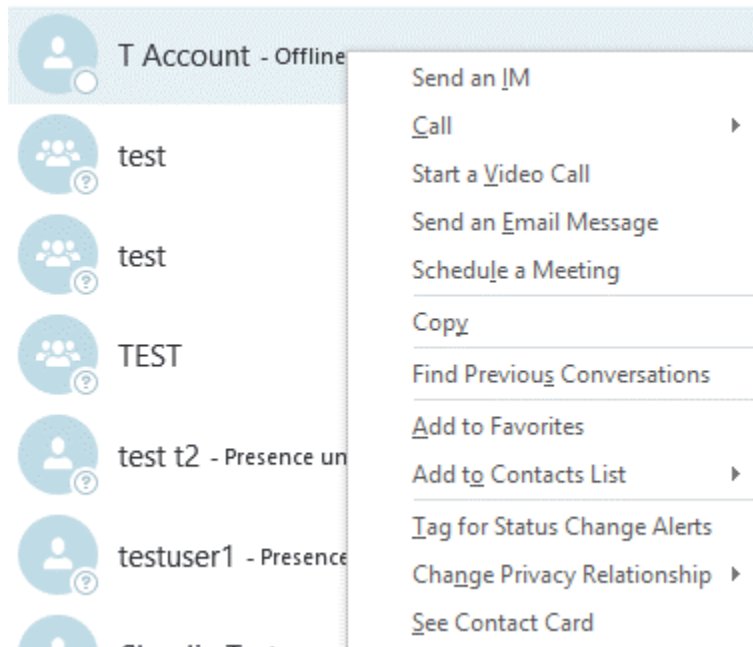 T Account - Offline
test
test
TEST
test t2 - Presence un
testuser1 - Presence
Send an IM
Call
Start a Video Call
Send an Email Message
Schedule a Meeting
Copy
Find Previous Conversations
Add to Favorites
Add to Contacts List
Tag for Status Change Alerts
Change Privacy Relationship
See Contact Card